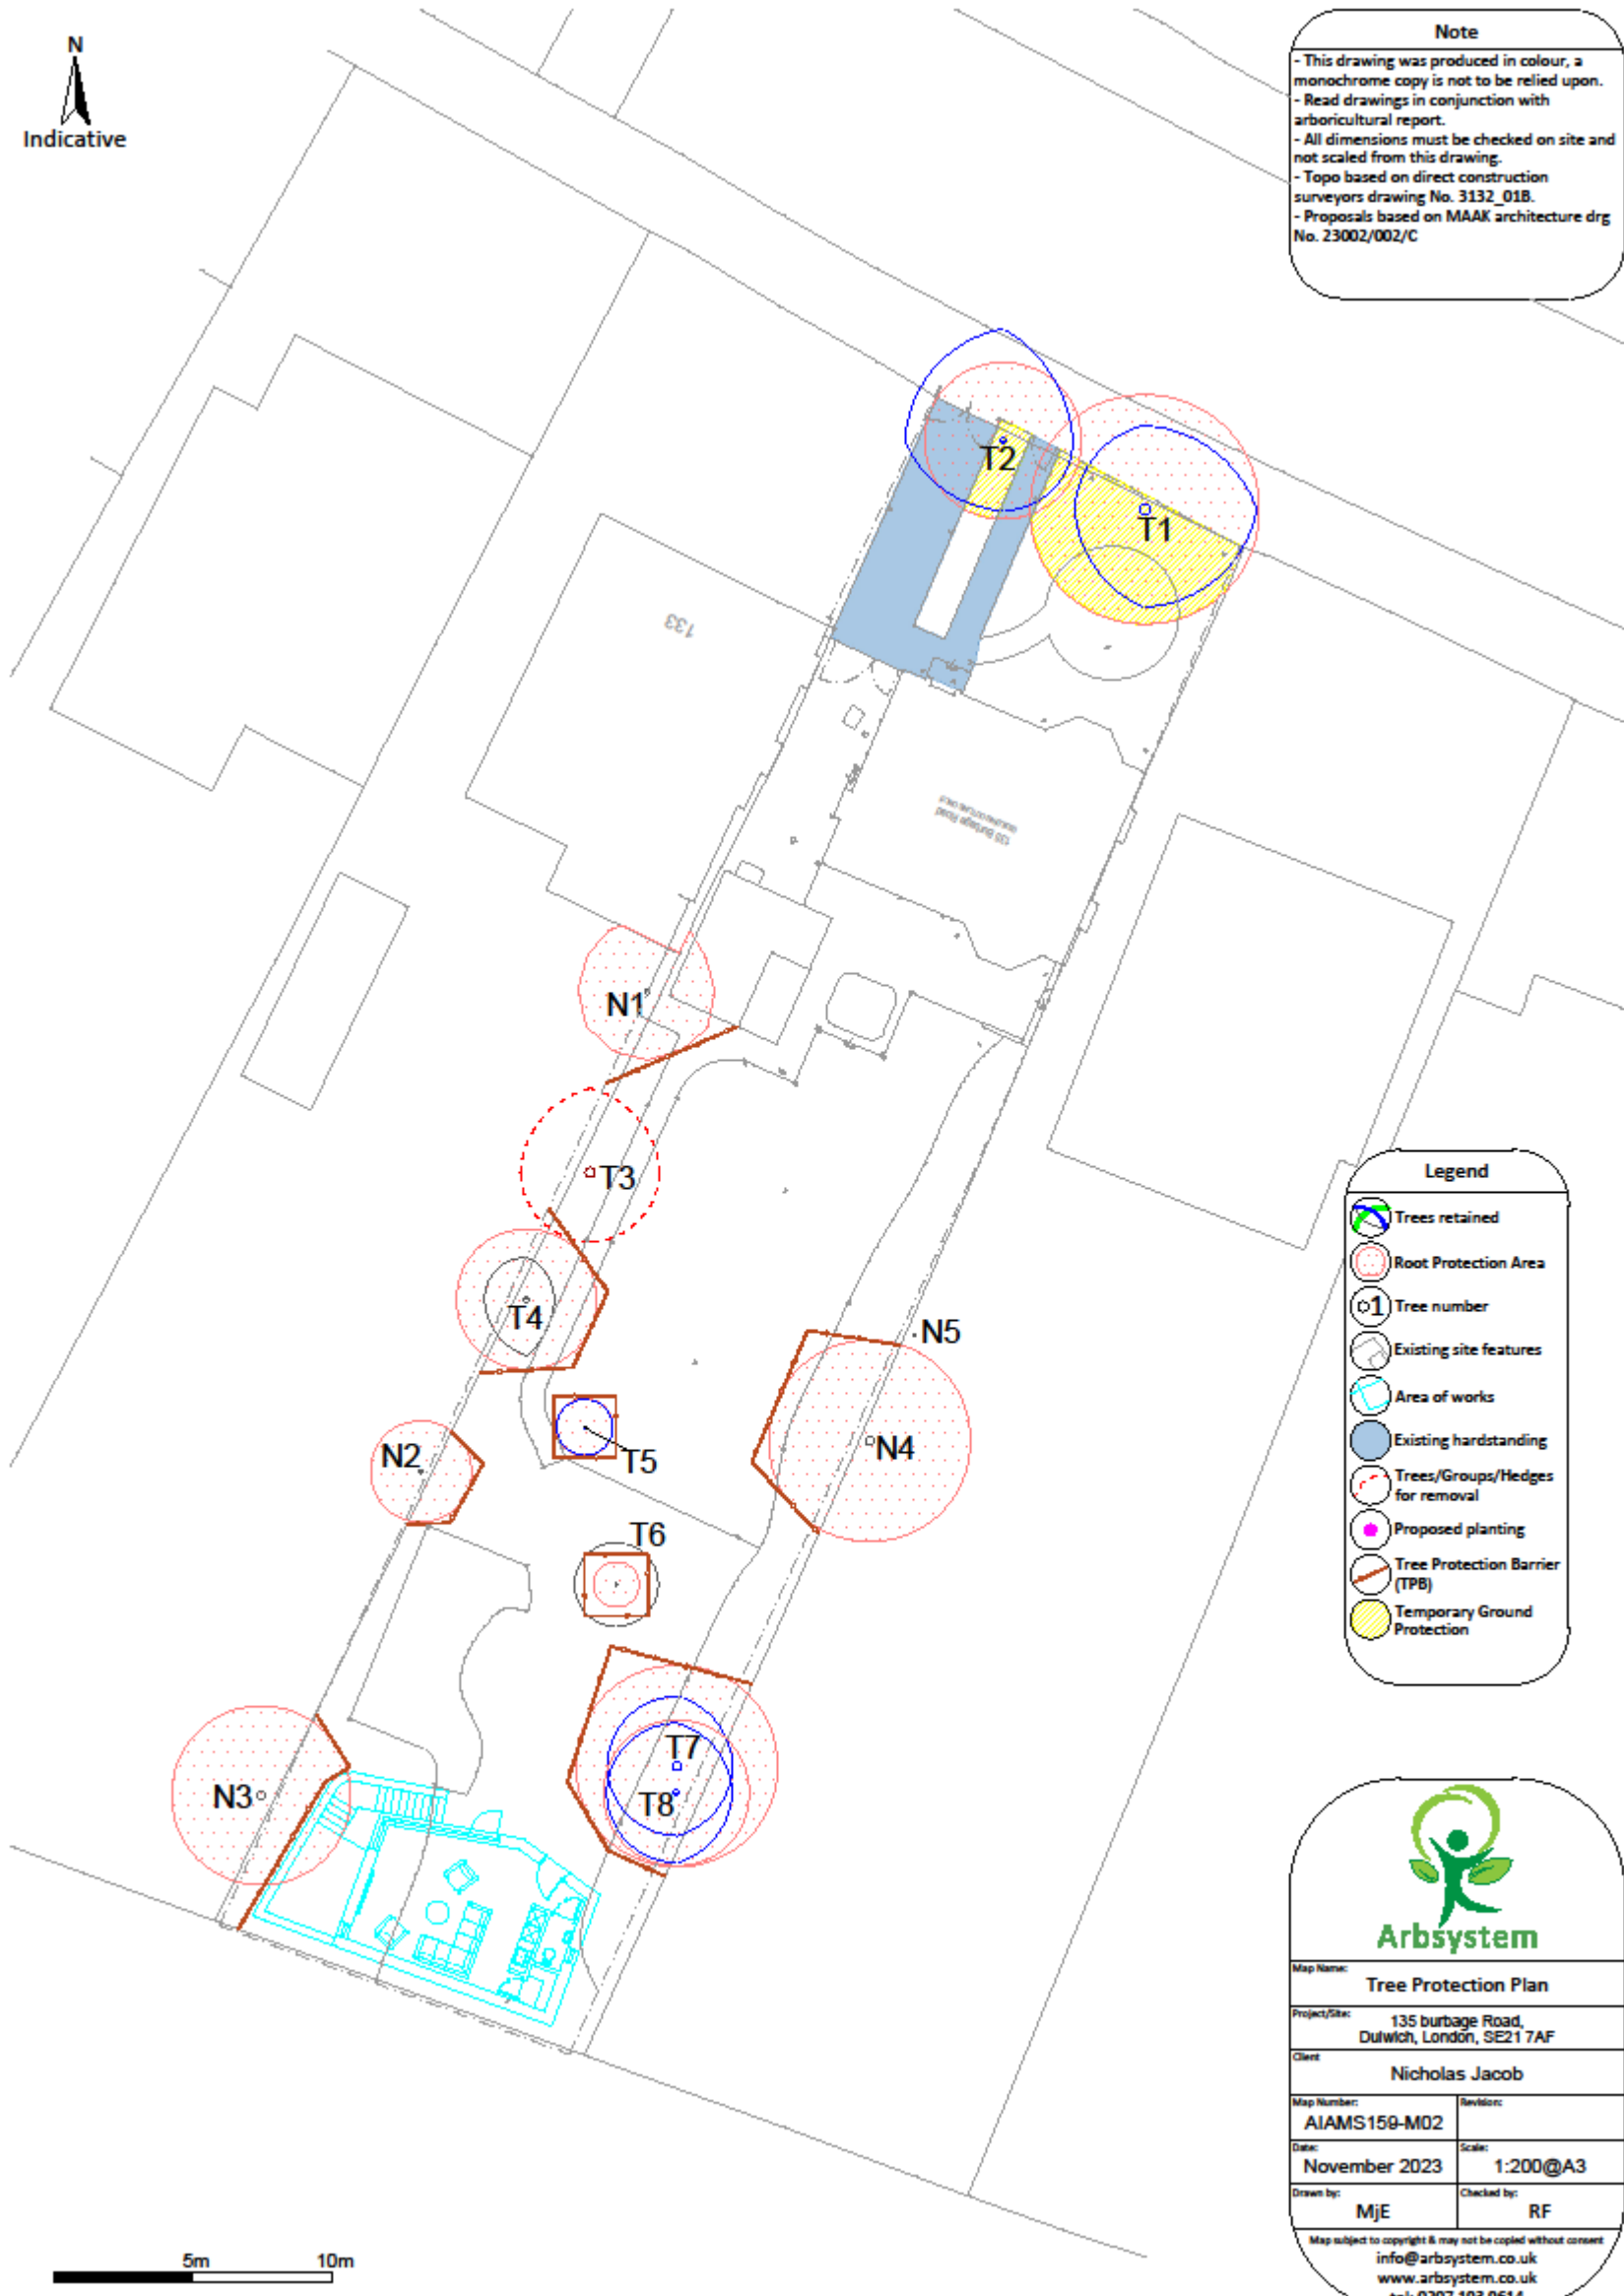 N
Indicative
Note
- This drawing was produced in colour, a
monochrome copy is not to be relied upon.
- Read drawings in conjunction with
arboricultural report.
- All dimensions must be checked on site and
not scaled from this drawing.
- Topo based on direct construction
surveyors drawing No. 3132_01B.
- Proposals based on MAAK architecture drg
No. 23002/002/C
T2
T1
133
135 Burbage Road
N1
T3
T4
N5
N4
T5
N2
T6
T7
T8
N3
Legend
Trees retained
Root Protection Area
1 Tree number
Existing site features
Area of works
Existing hardstanding
Trees/Groups/Hedges
for removal
Proposed planting
Tree Protection Barrier
(TPB)
Temporary Ground
Protection
Arbsystem
Map Name:
Tree Protection Plan
Project/Site:
135 burbage Road,
Dulwich, London, SE21 7AF
Client
Nicholas Jacob
Map Number:
AIAMS159-M02
Revision:
Date:
November 2023
Scale:
1:200@A3
Drawn by:
MjE
Checked by:
RF
Map subject to copyright & may not be copied without consent
info@arbsystem.co.uk
www.arbsystem.co.uk
5m 10m